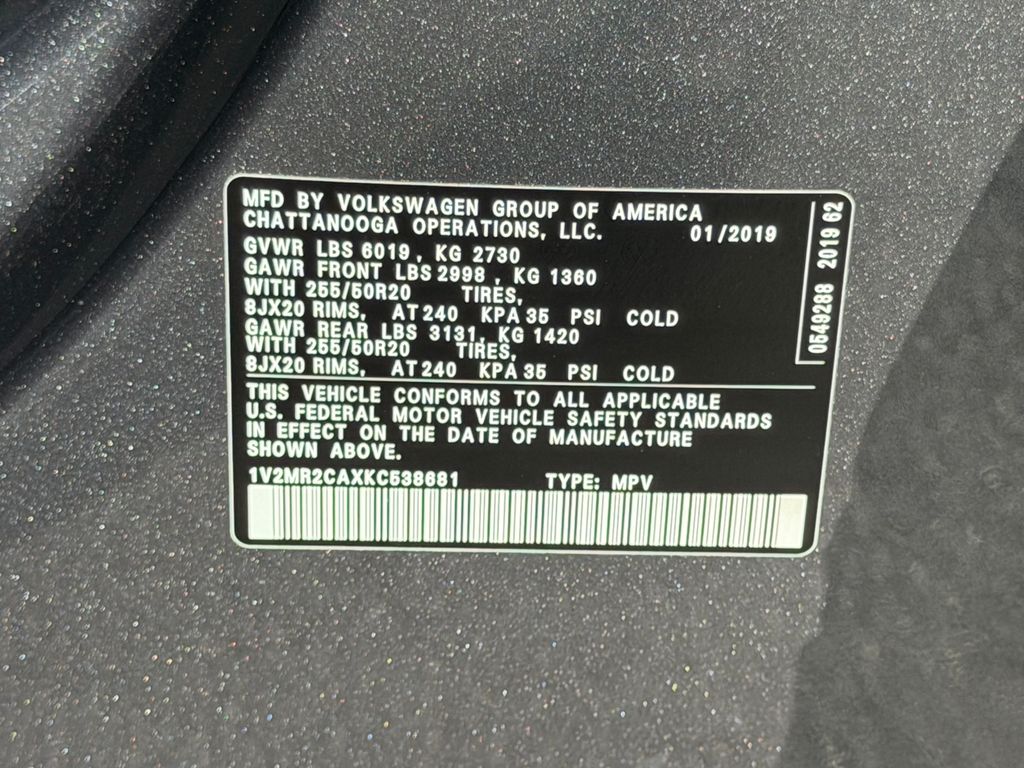 MFD BY VOLKSWAGEN GROUP OF AMERICA
CHATTANOOGA OPERATIONS, LLC. 01/2019
GVWR LBS 6019, KG 2730
GAWR FRONT LBS 2998, KG 1360
WITH 255/50R20 TIRES,
8JX20 RIMS, AT 240 KPA 35 PSI COLD
GAWR REAR LBS 3131, KG 1420
WITH 255/50R20 TIRES,
8JX20 RIMS, AT 240 KPA 35 PSI COLD
THIS VEHICLE CONFORMS TO ALL APPLICABLE
U.S. FEDERAL MOTOR VEHICLE SAFETY STANDARDS
IN EFFECT ON THE DATE OF MANUFACTURE
SHOWN ABOVE.
1V2MR2CAXKC538681 TYPE: MPV
0549288 2019 62